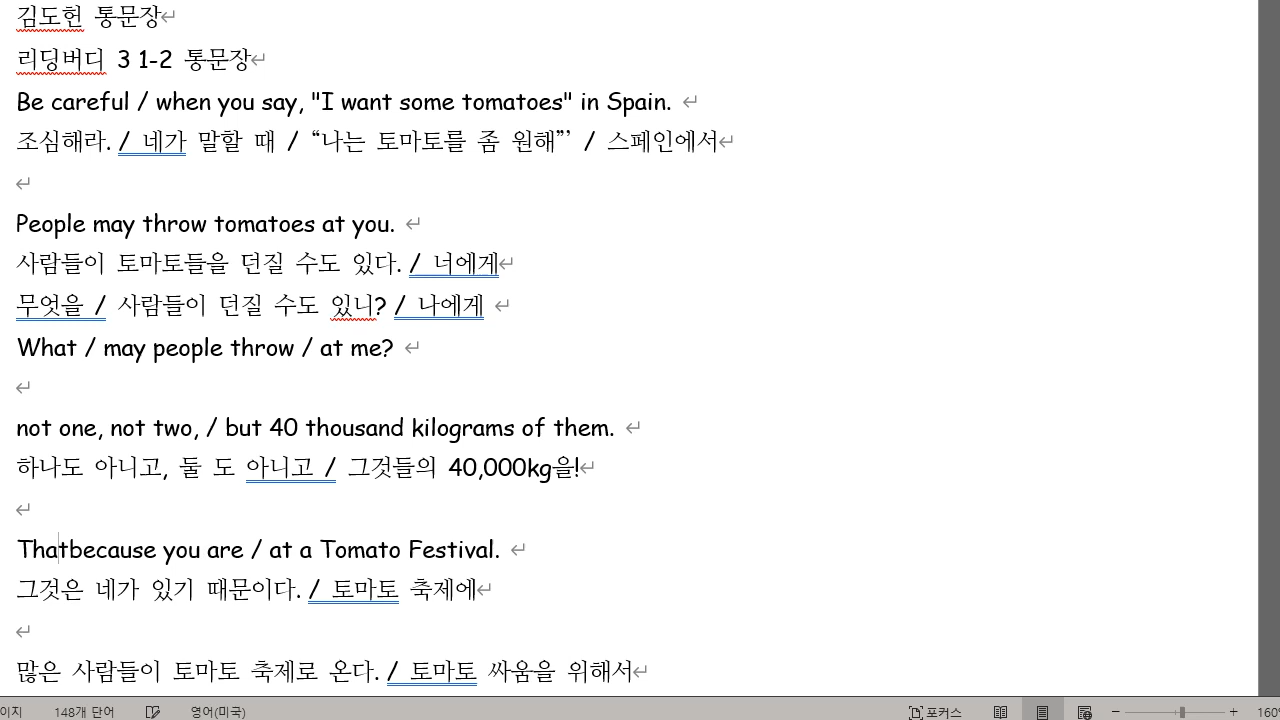 김도헌 통문장
리딩버디 3 1-2 통문장
Be careful / when you say, "I want some tomatoes" in Spain.
조심해라. / 네가 말할 때 / “나는 토마토를 좀 원해”’ / 스페인에서
People may throw tomatoes at you.
사람들이 토마토들을 던질 수도 있다. / 너에게
무엇을 / 사람들이 던질 수도 있니? / 나에게
What / may people throw / at me?
not one, not two, / but 40 thousand kilograms of them.
하나도 아니고, 둘 도 아니고 / 그것들의 40,000kg을!
Thatbecause you are / at a Tomato Festival.
그것은 네가 있기 때문이다. / 토마토 축제에
많은 사람들이 토마토 축제로 온다. / 토마토 싸움을 위해서
이지 148개 단어 영어(미국) 포커스 160